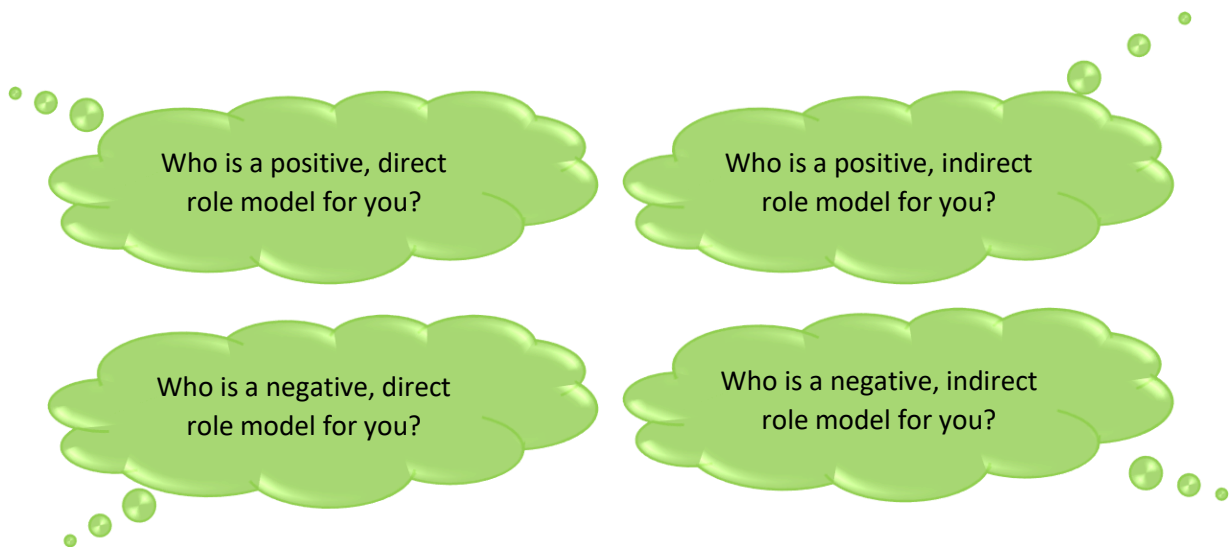 Who is a positive, direct
role model for you?
Who is a positive, indirect
role model for you?
Who is a negative, direct
role model for you?
Who is a negative, indirect
role model for you?